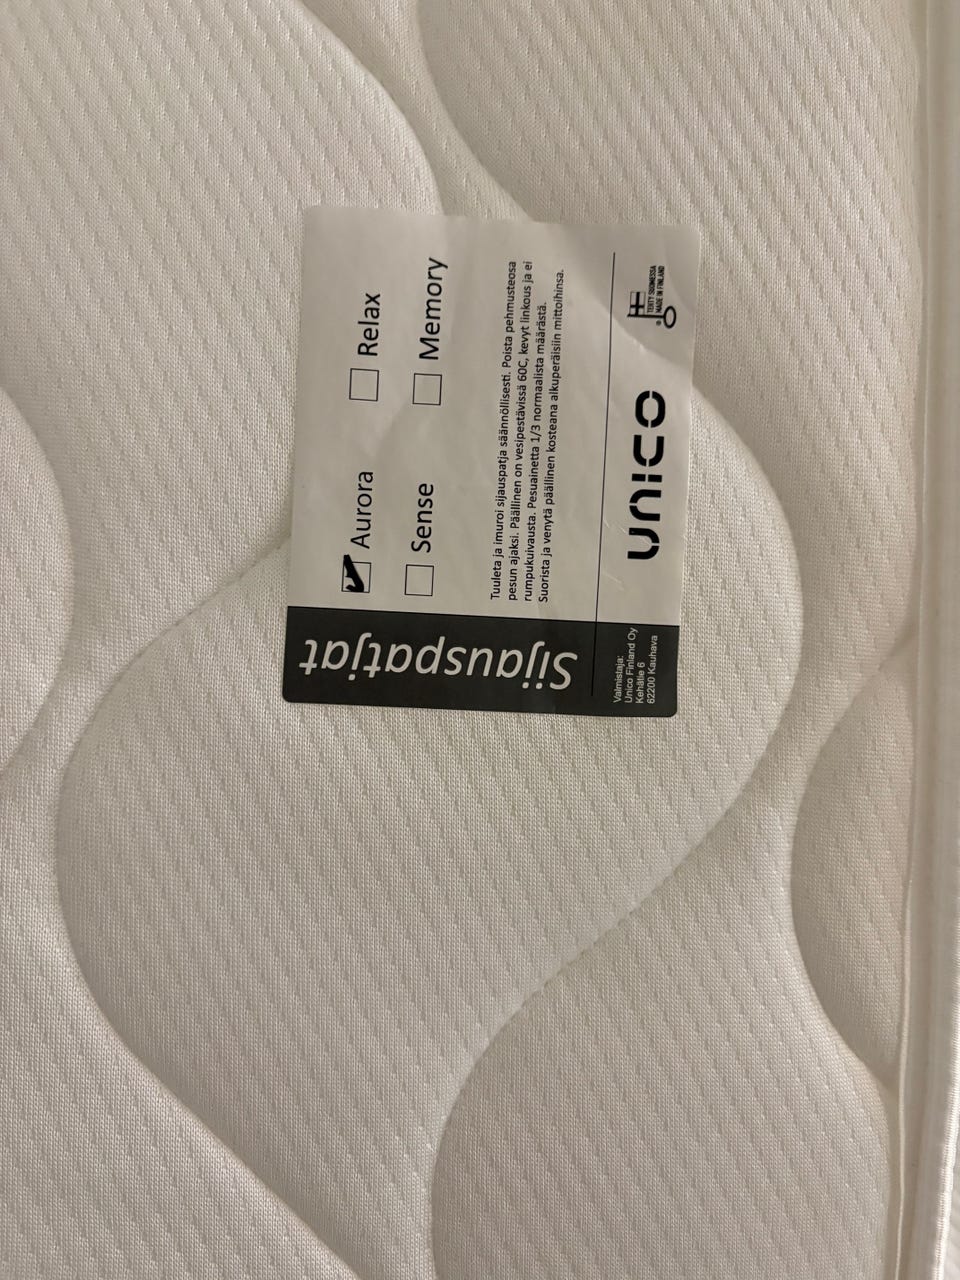 Sijauspatjat
Aurora
Relax
Sense
Memory
Tuuleta ja imuroi sijauspatja säännöllisesti. Poista pehmusteosa
pesun ajaksi. Päällinen on vesipestävissä 60C, kevyt linkous ja ei
rumpukuivausta. Pesuainetta 1/3 normaalista määrästä.
Suorista ja venytä päällinen kosteana alkuperäisiin mittoihinsa.
Valmistaja:
Unico Finland Oy
Kehätie 6
62200 Kauhava
UNICO
TEHTY SUOMESSA
MADE IN FINLAND